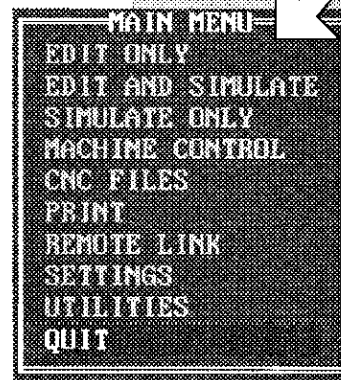 MAIN MENU
EDIT ONLY
EDIT AND SIMULATE
SIMULATE ONLY
MACHINE CONTROL
CNC FILES
PRINT
REMOTE LINK
SETTINGS
UTILITIES
QUIT